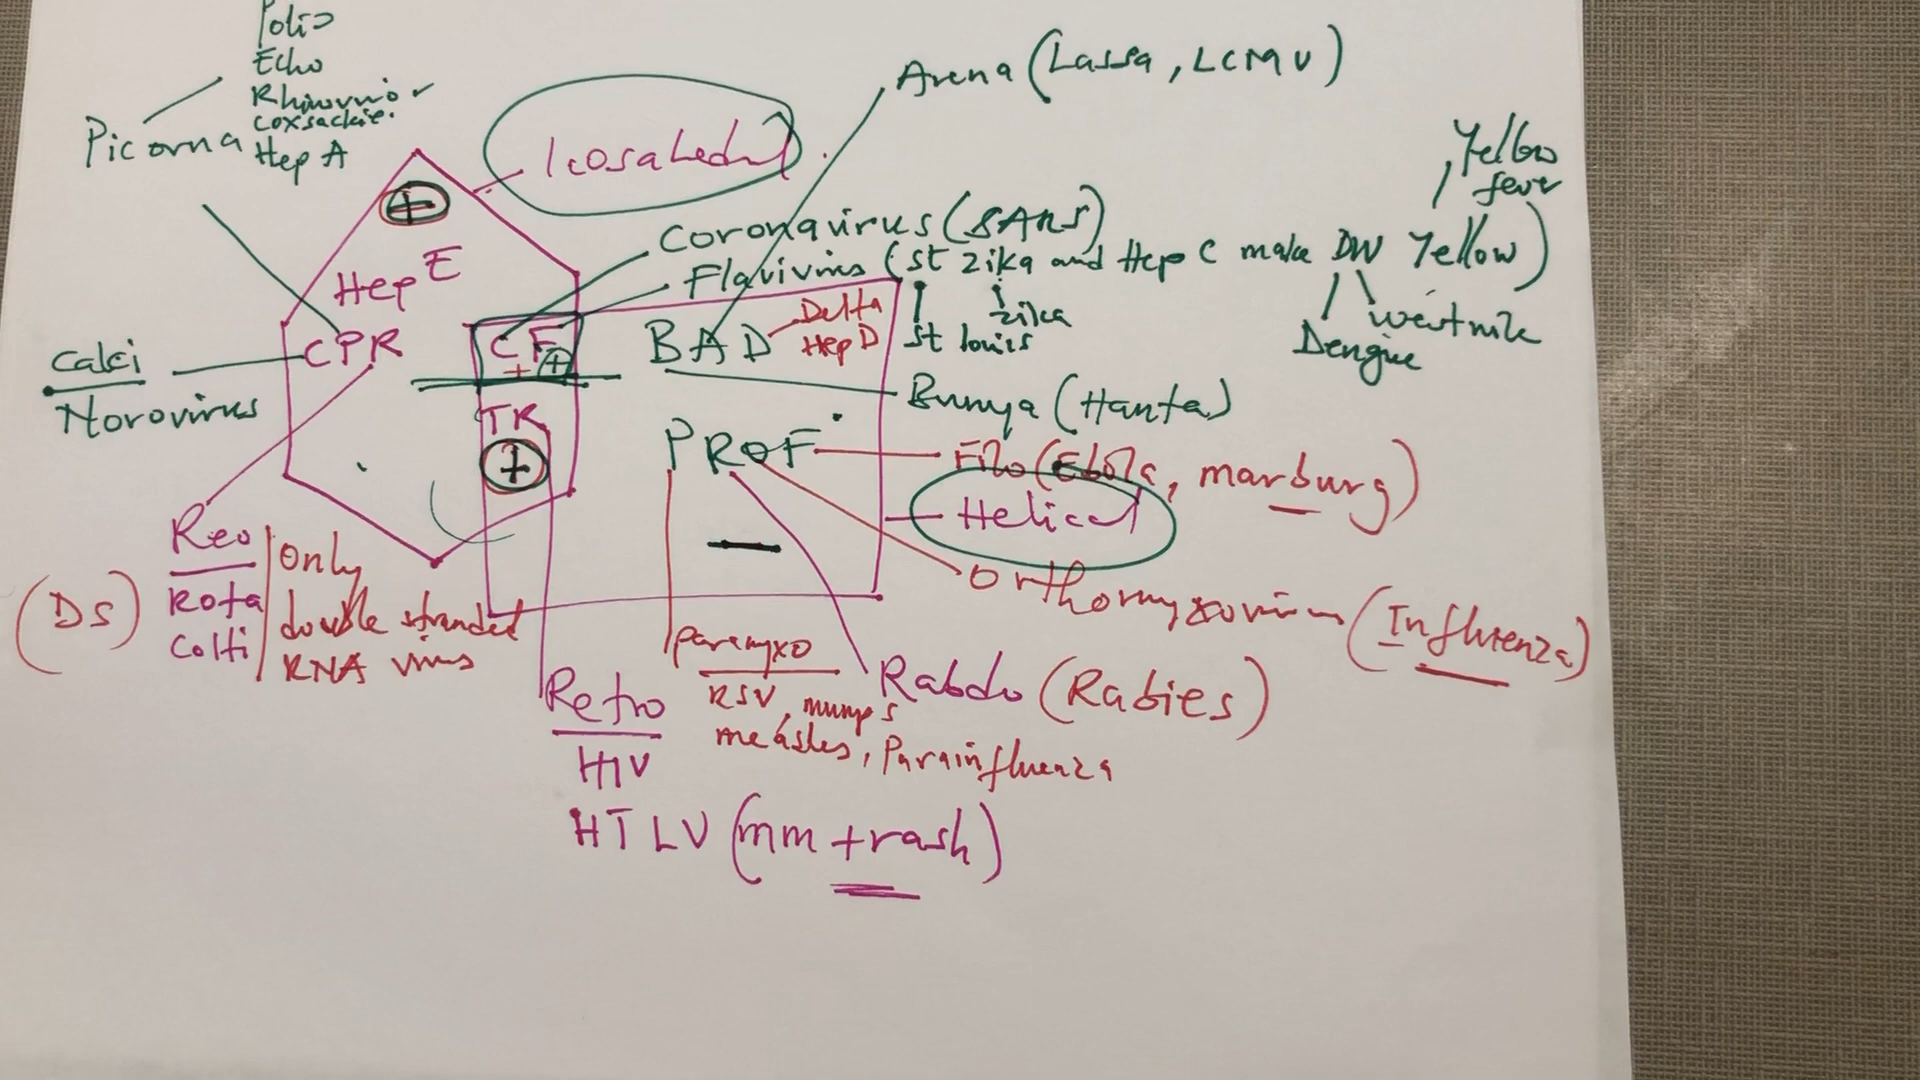 Polio
Echo
Rhinoviro
Coxsackie.
Hep A
Picorna
Arena (Lassa, LCMV)
Icosahedral
Yellow
fever
Coronavirus (SARS)
Flavivirus (St Zika and Hep C make DW Yellow)
St louis
zika
Dengue
westnile
+
Hep E
CPR
Calci
Norovirus
CF
+ +
TR
+
BAD
Delta
Hep D
Bunya (Hanta)
PROF
Filo (Ebola, marburg)
Helical
—
Orthomyxovirus (Influenza)
(DS)
Reo
Rota
Colti
Only
double stranded
RNA virus
Retro
HIV
HTLV (mm + rash)
paramyxo
RSV, mumps
measles, Parainfluenza
Rabdo (Rabies)